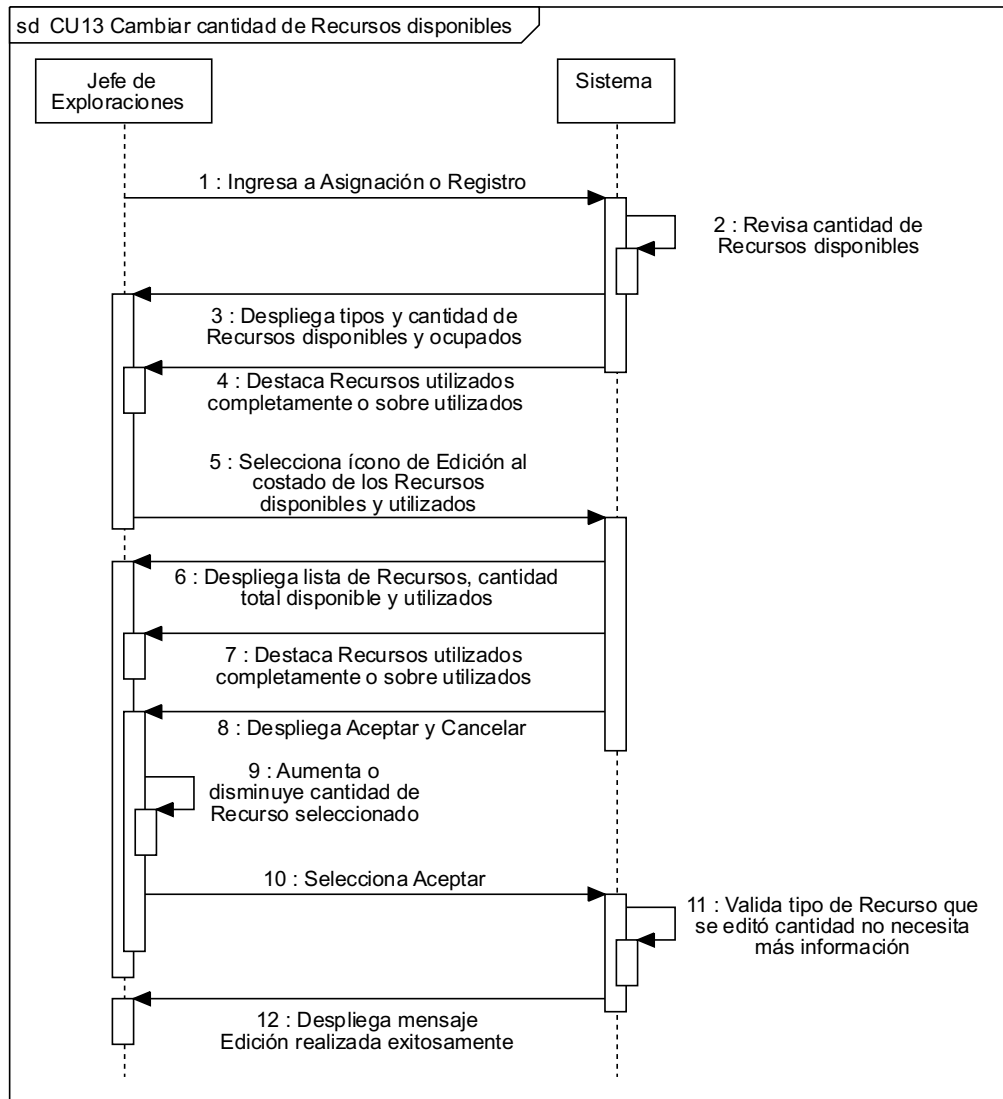 sd CU13 Cambiar cantidad de Recursos disponibles
Jefe de
Exploraciones
Sistema
1 : Ingresa a Asignación o Registro
2 : Revisa cantidad de
Recursos disponibles
3 : Despliega tipos y cantidad de
Recursos disponibles y ocupados
4 : Destaca Recursos utilizados
completamente o sobre utilizados
5 : Selecciona ícono de Edición al
costado de los Recursos
disponibles y utilizados
6 : Despliega lista de Recursos, cantidad
total disponible y utilizados
7 : Destaca Recursos utilizados
completamente o sobre utilizados
8 : Despliega Aceptar y Cancelar
9 : Aumenta o
disminuye cantidad de
Recurso seleccionado
10 : Selecciona Aceptar
11 : Valida tipo de Recurso que
se editó cantidad no necesita
más información
12 : Despliega mensaje
Edición realizada exitosamente